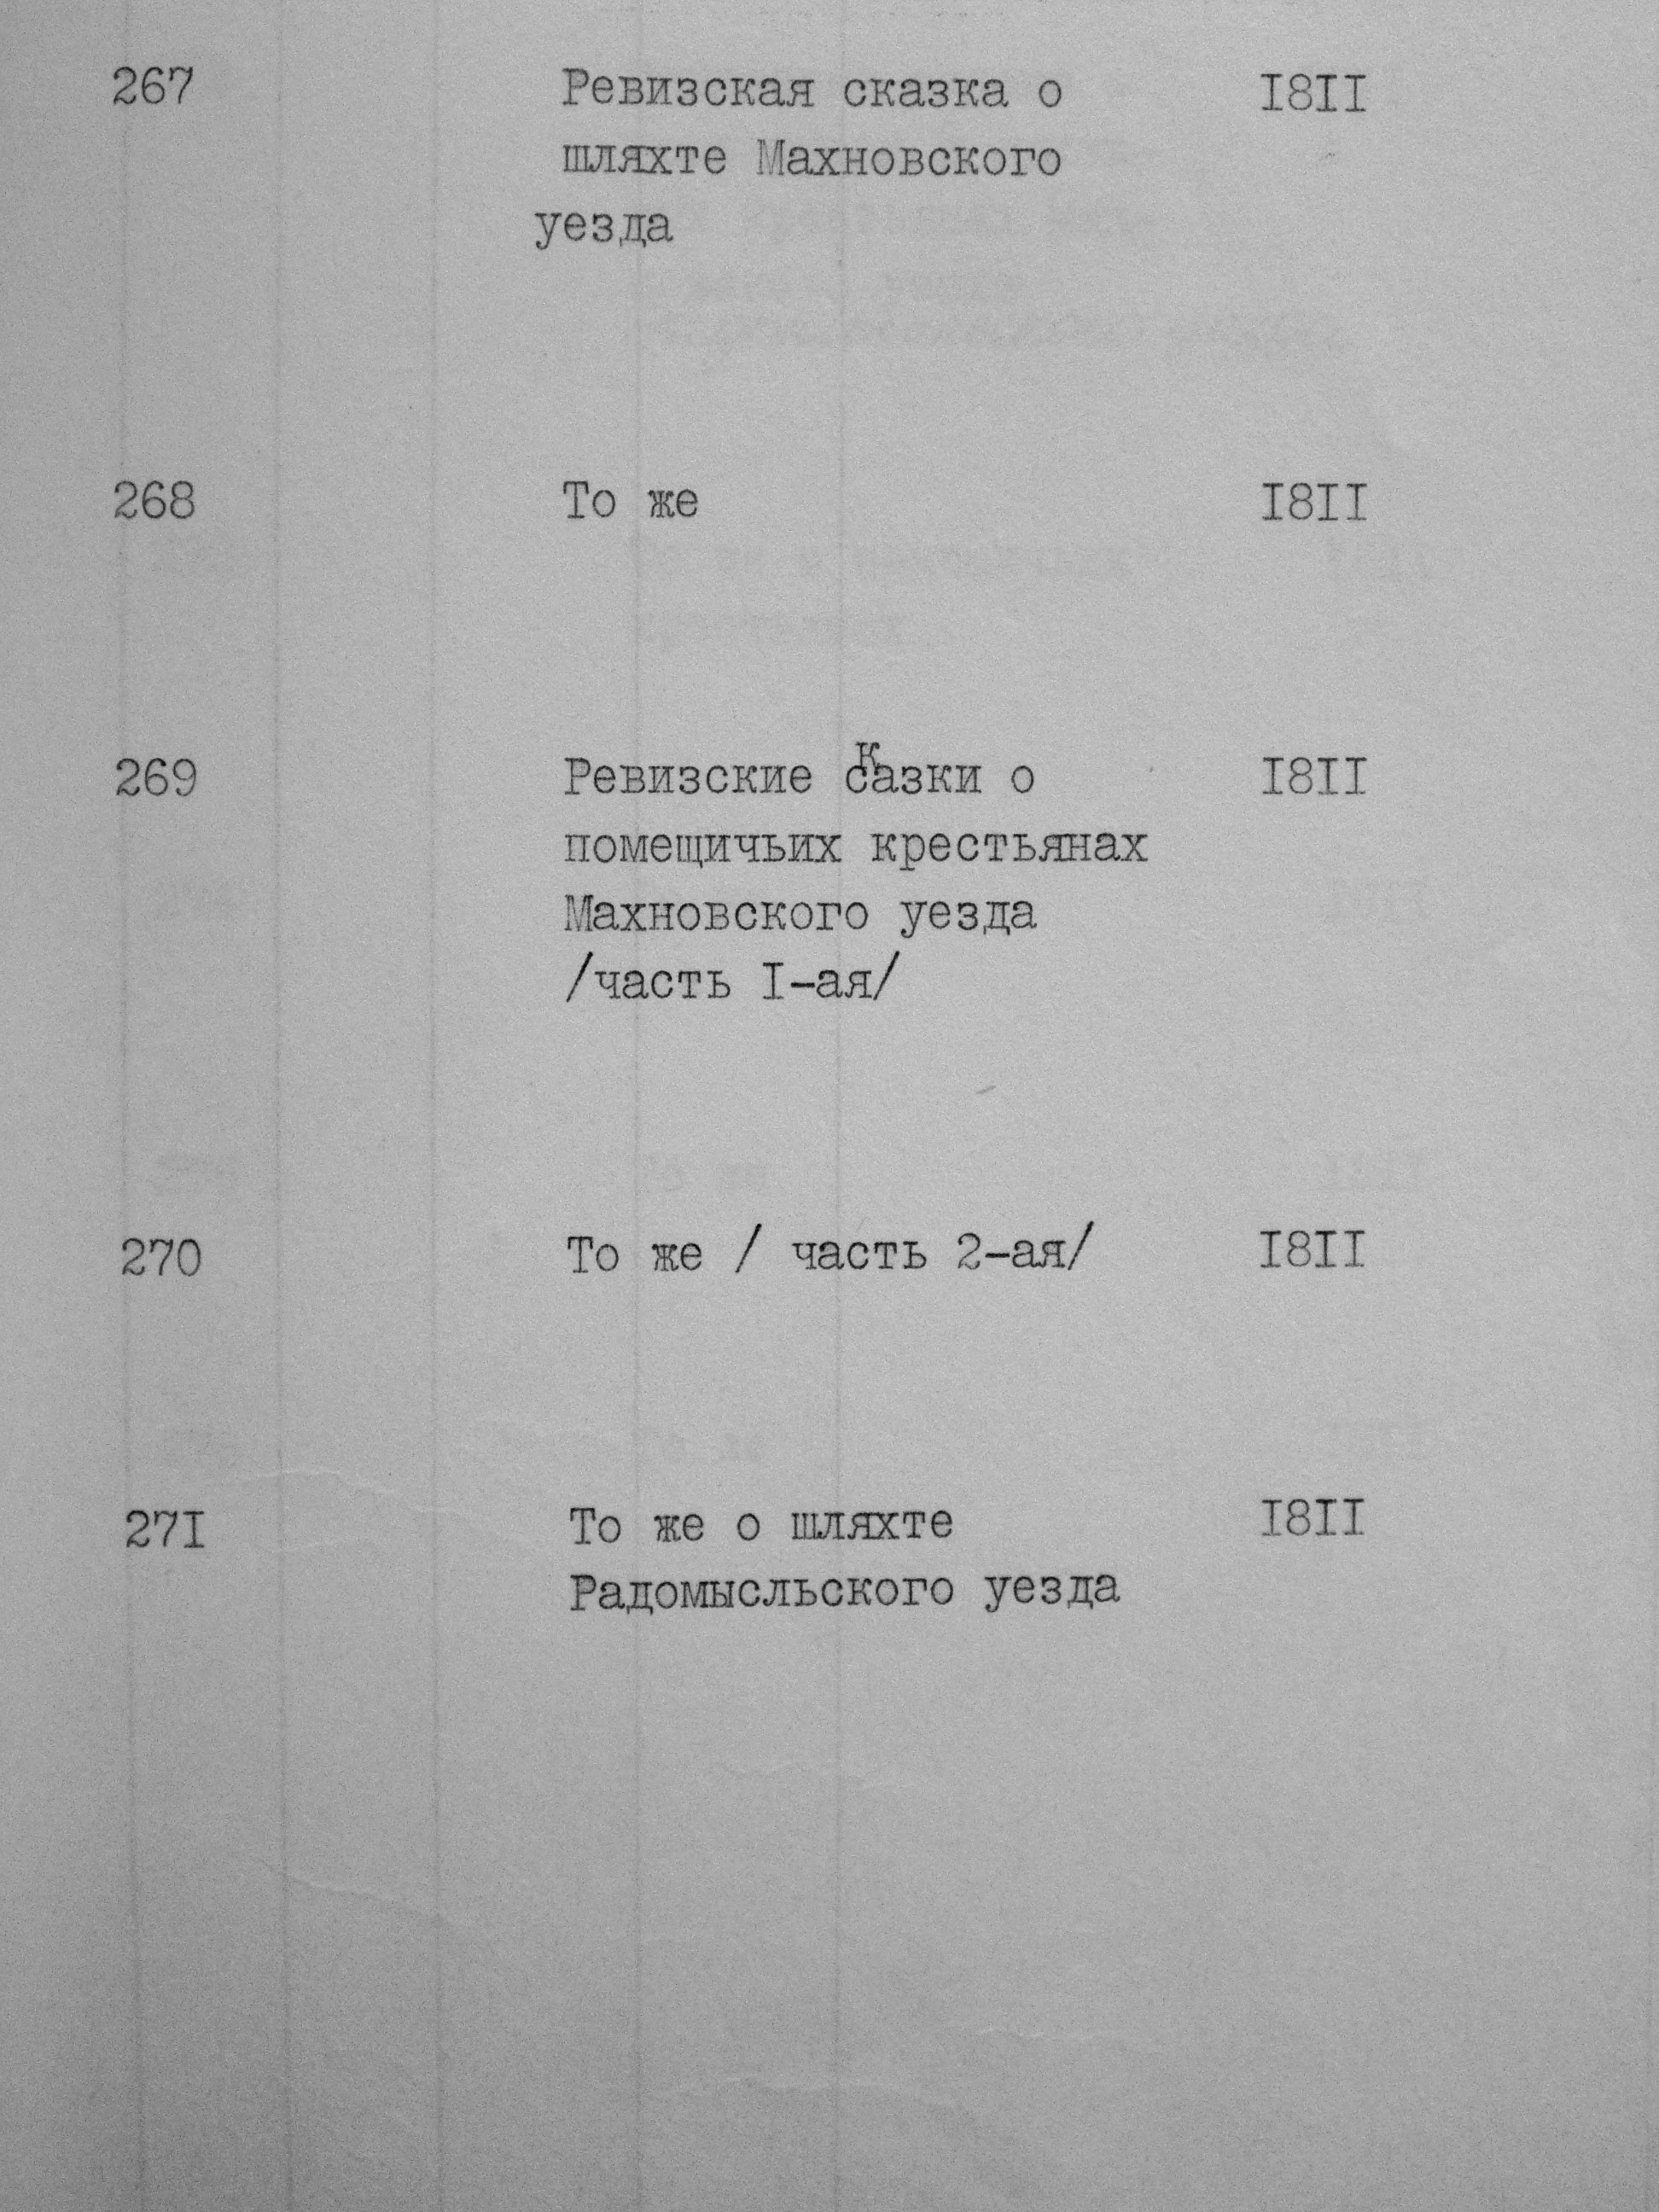 267 Ревизская сказка о I8II
шляхте Махновского
уезда
268 То же I8II
269 Ревизские сказки о I8II
помещичьих крестьянах
Махновского уезда
/часть I-ая/
270 То же / часть 2-ая/ I8II
27I То же о шляхте I8II
Радомысльского уезда